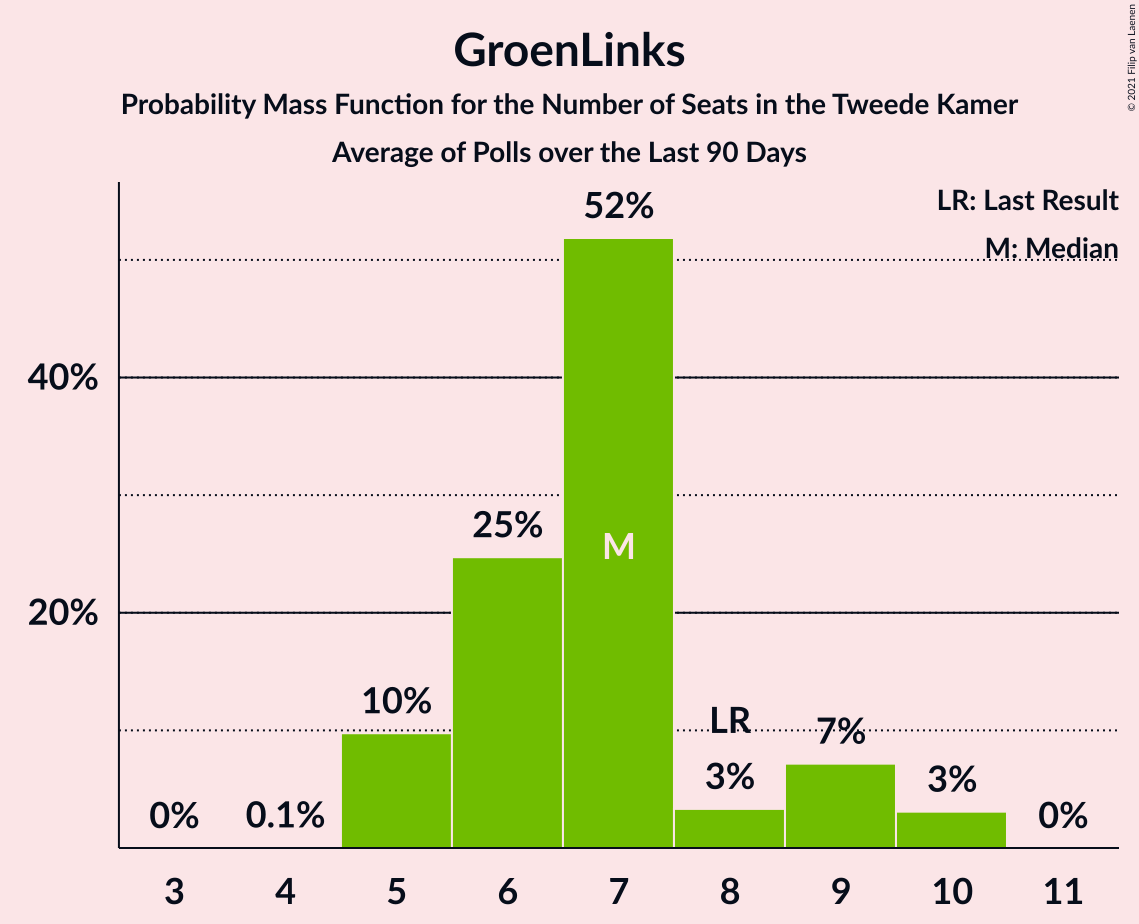 GroenLinks
Probability Mass Function for the Number of Seats in the Tweede Kamer
Average of Polls over the Last 90 Days
© 2021 Filip van Laenen
LR: Last Result
M: Median
52%
40%
25%
M
20%
10%
LR
7%
3%
3%
0%
0.1%
0%
3 4 5 6 7 8 9 10 11